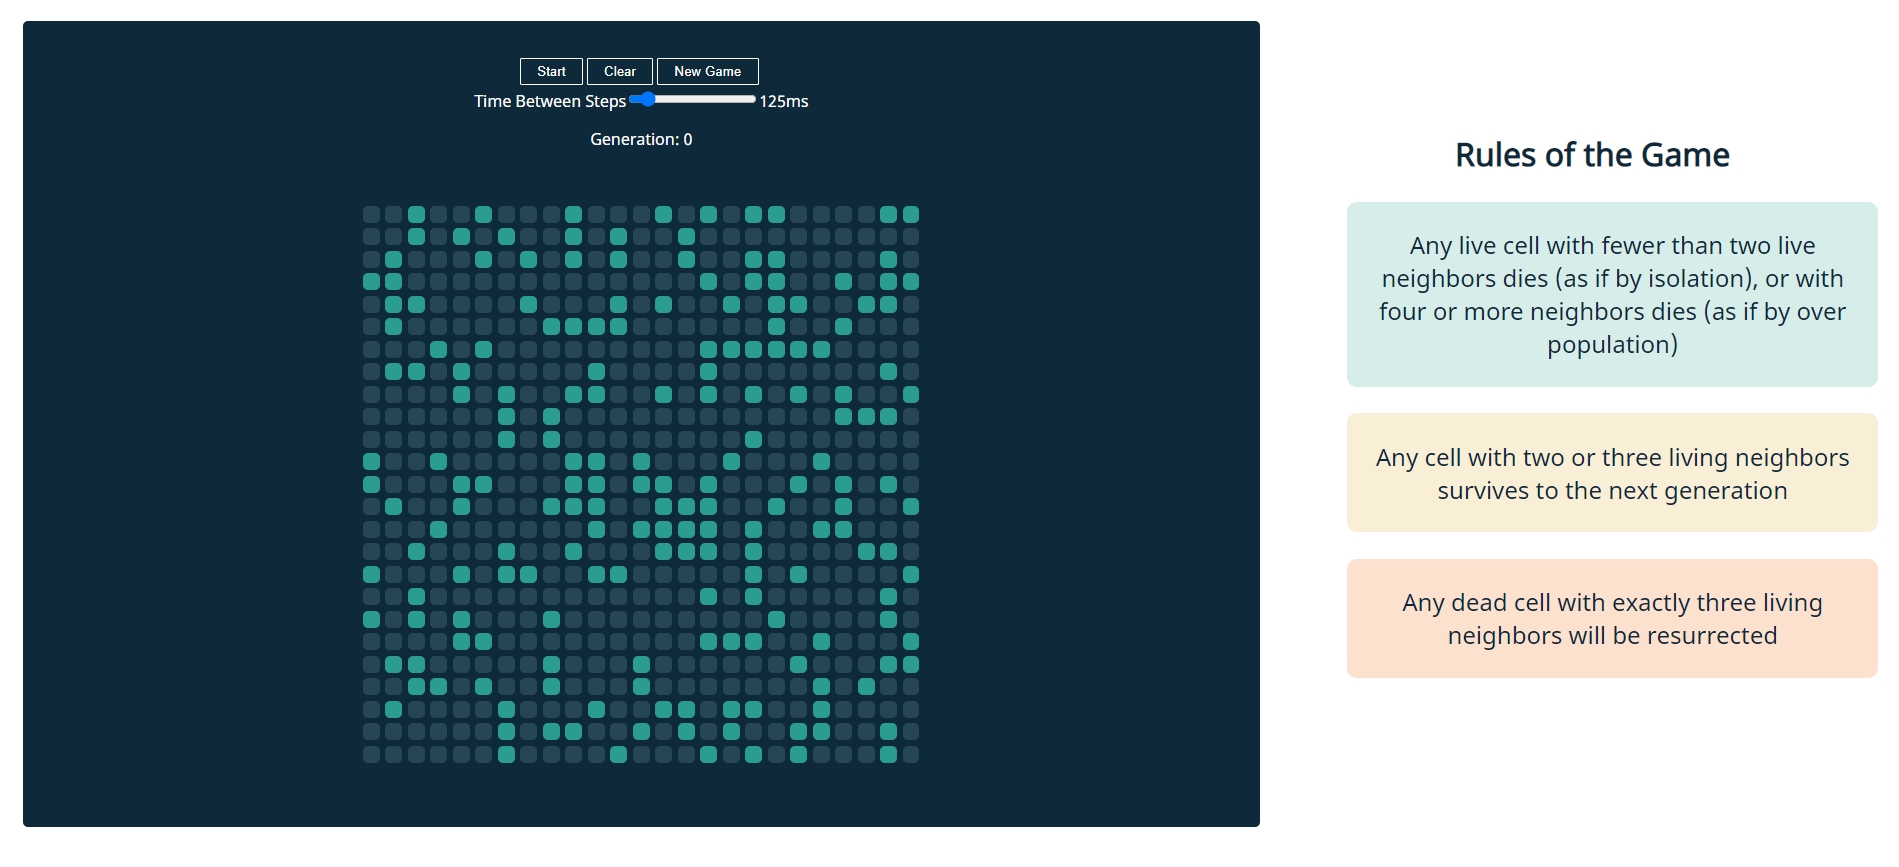 Start Clear New Game
Time Between Steps 125ms
Generation: 0
Rules of the Game
Any live cell with fewer than two live
neighbors dies (as if by isolation), or with
four or more neighbors dies (as if by over
population)
Any cell with two or three living neighbors
survives to the next generation
Any dead cell with exactly three living
neighbors will be resurrected